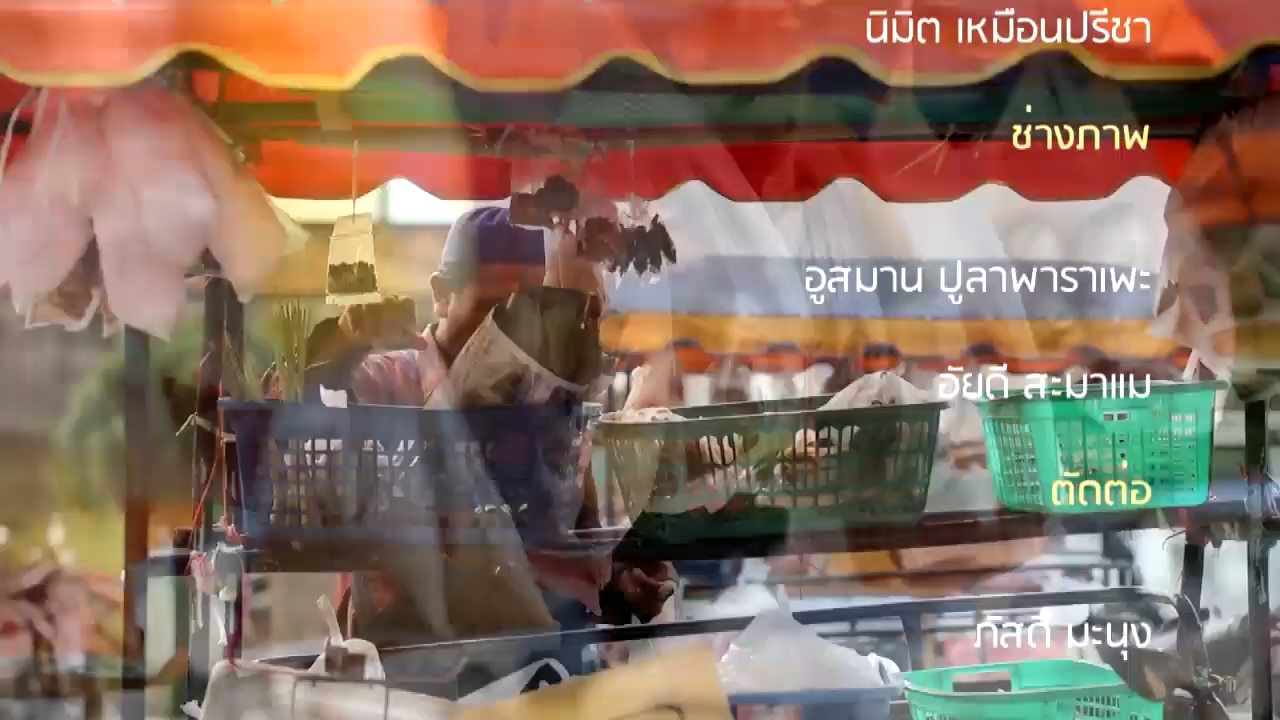 นิมิต เหมือนปรีชา
ช่างภาพ
อูสมาน ปูลาพาราเพะ
อัยดี สะมาแม
ตัดต่อ
ภัสดี มะนุง